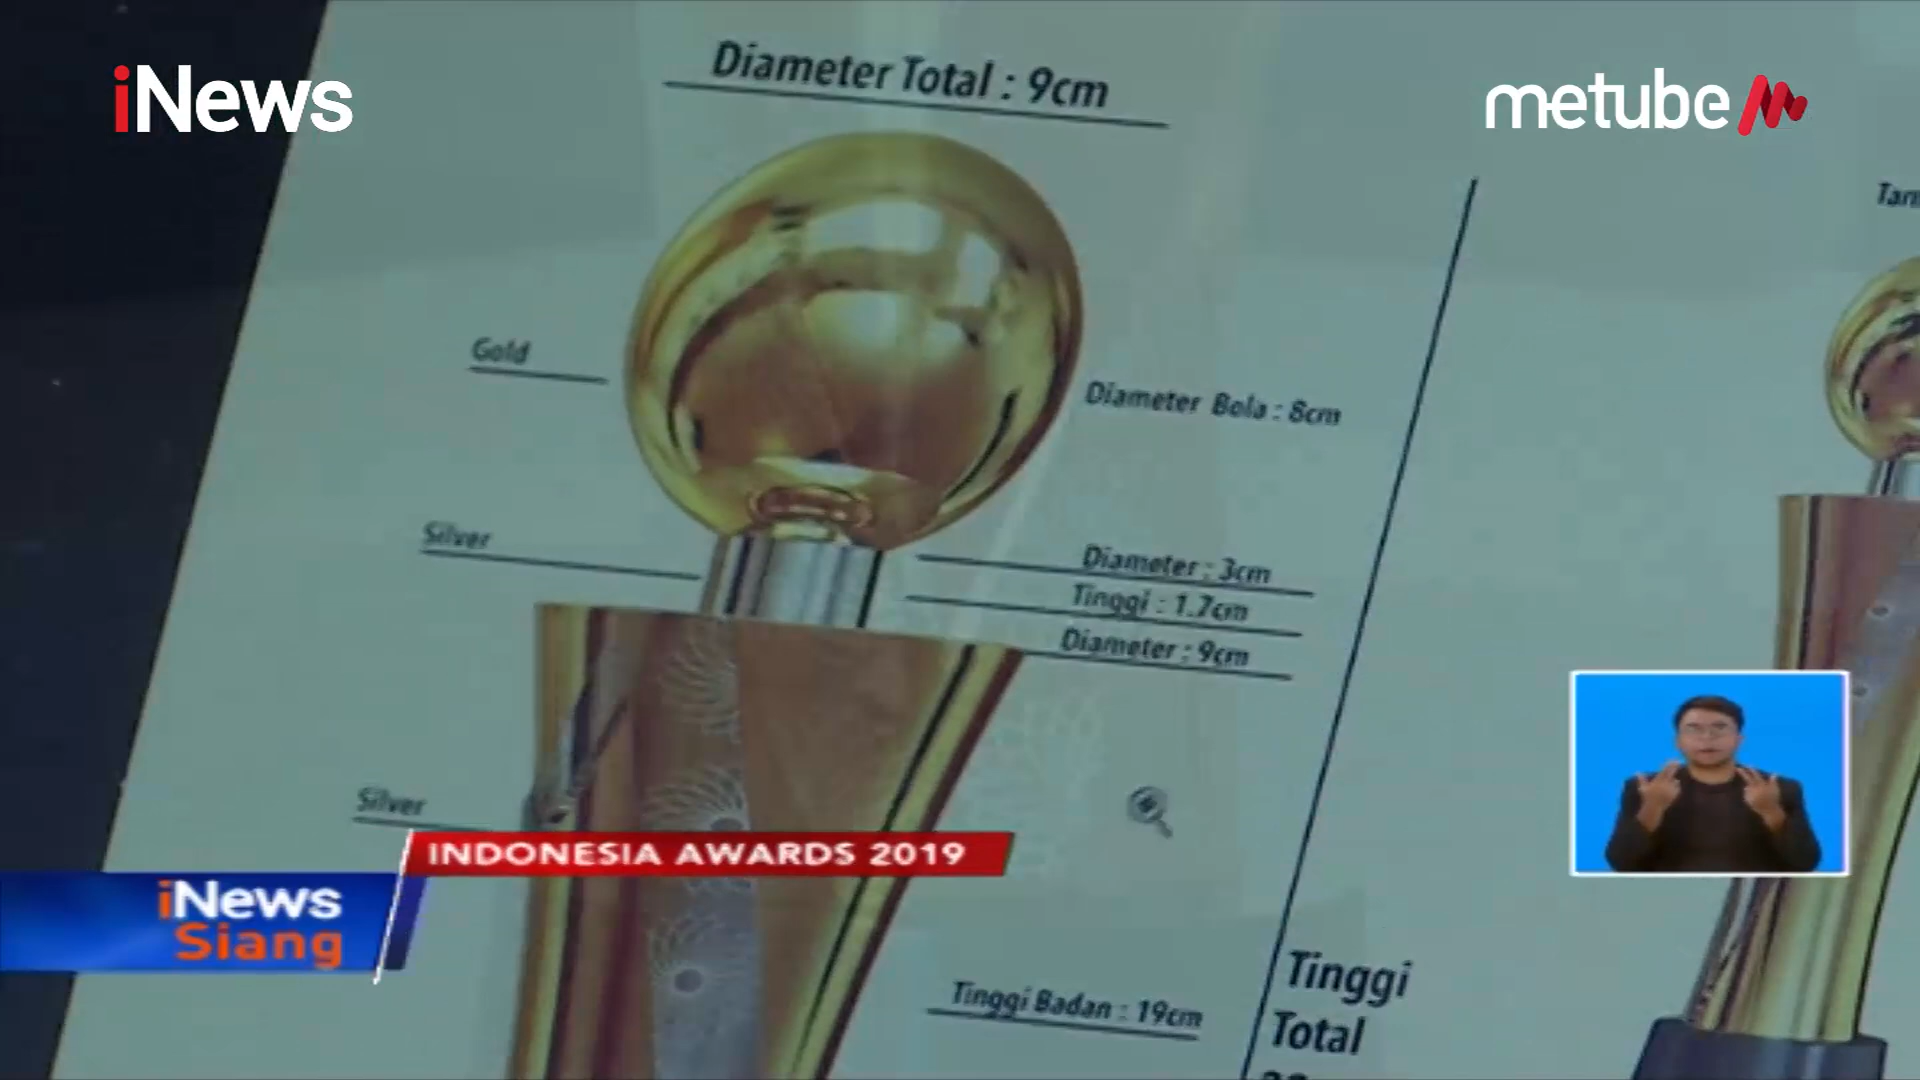 Diameter Total : 9cm
iNews
metube
Gold
Diameter Bola : 8cm
Silver
Diameter : 3cm
Tinggi : 1.7cm
Diameter : 9cm
Silver
INDONESIA AWARDS 2019
iNews
Siang
Tinggi Badan : 19cm
Tinggi
Total